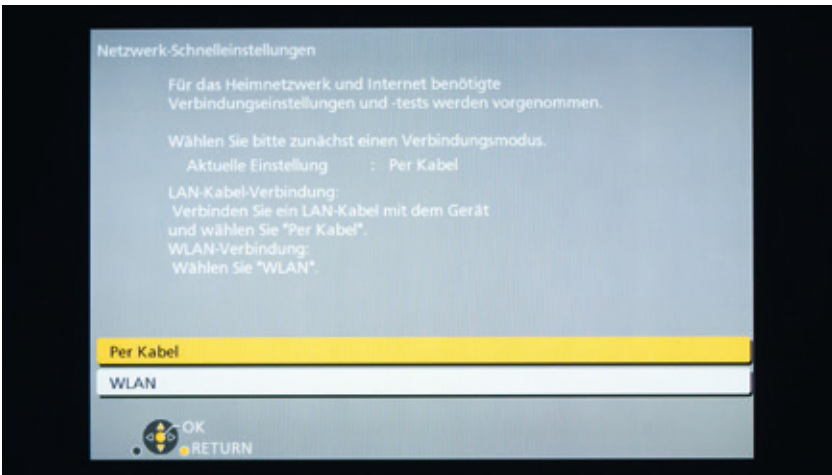 Netzwerk-Schnelleinstellungen
Für das Heimnetzwerk und Internet benötigte
Verbindungseinstellungen und -tests werden vorgenommen.
Wählen Sie bitte zunächst einen Verbindungsmodus.
Aktuelle Einstellung : Per Kabel
LAN-Kabel-Verbindung:
Verbinden Sie ein LAN-Kabel mit dem Gerät
und wählen Sie "Per Kabel".
WLAN-Verbindung:
Wählen Sie "WLAN".
Per Kabel
WLAN
OK
RETURN